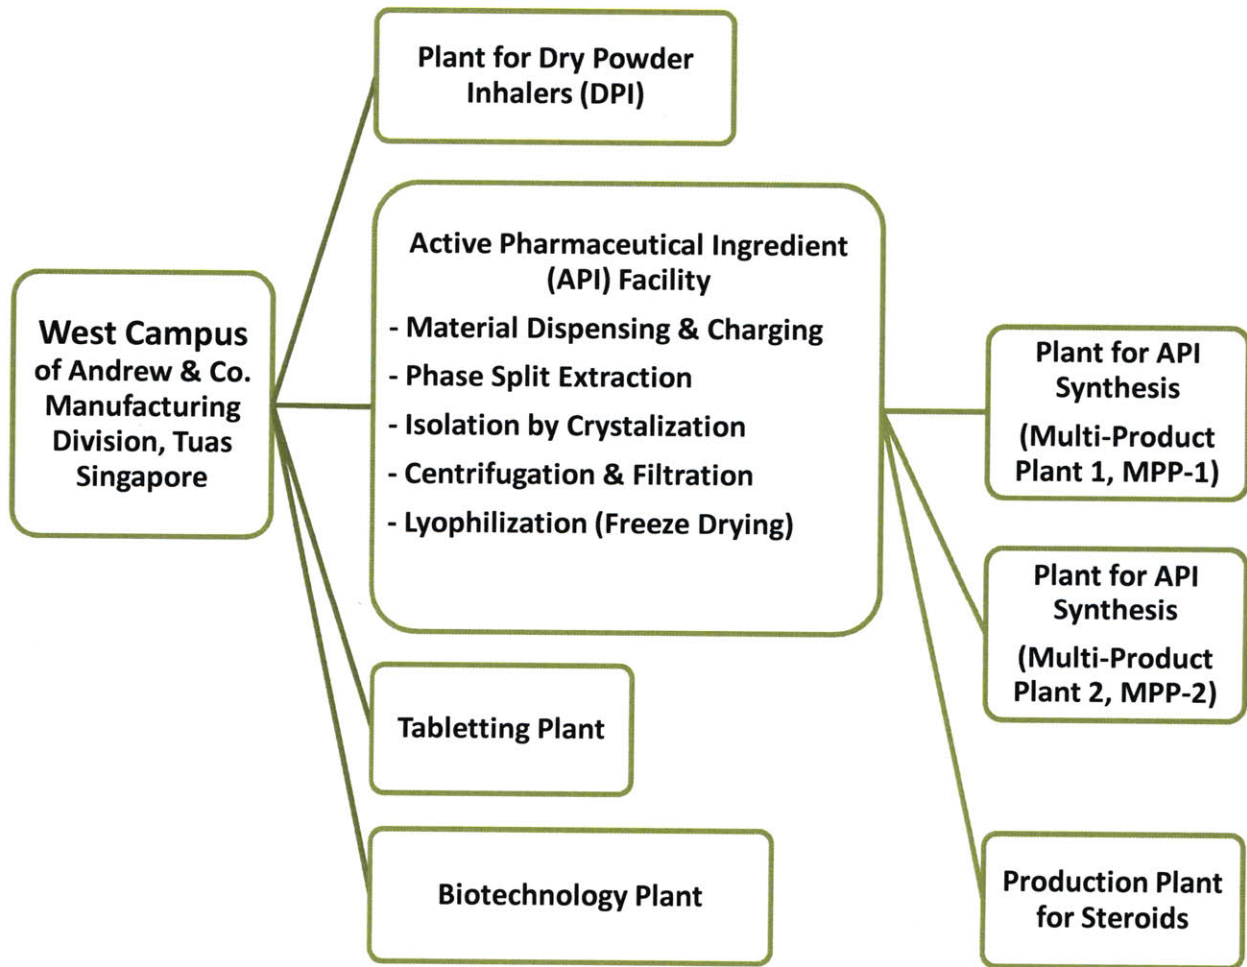 Plant for Dry Powder
Inhalers (DPI)
Active Pharmaceutical Ingredient
(API) Facility
- Material Dispensing & Charging
- Phase Split Extraction
- Isolation by Crystalization
- Centrifugation & Filtration
- Lyophilization (Freeze Drying)
West Campus
of Andrew & Co.
Manufacturing
Division, Tuas
Singapore
Tabletting Plant
Biotechnology Plant
Plant for API
Synthesis
(Multi-Product
Plant 1, MPP-1)
Plant for API
Synthesis
(Multi-Product
Plant 2, MPP-2)
Production Plant
for Steroids